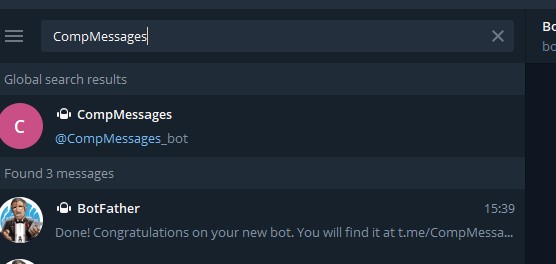 CompMessages
Bo
bo
Global search results
C
CompMessages
@CompMessages_bot
Found 3 messages
BotFather 15:39
Done! Congratulations on your new bot. You will find it at t.me/CompMessa...